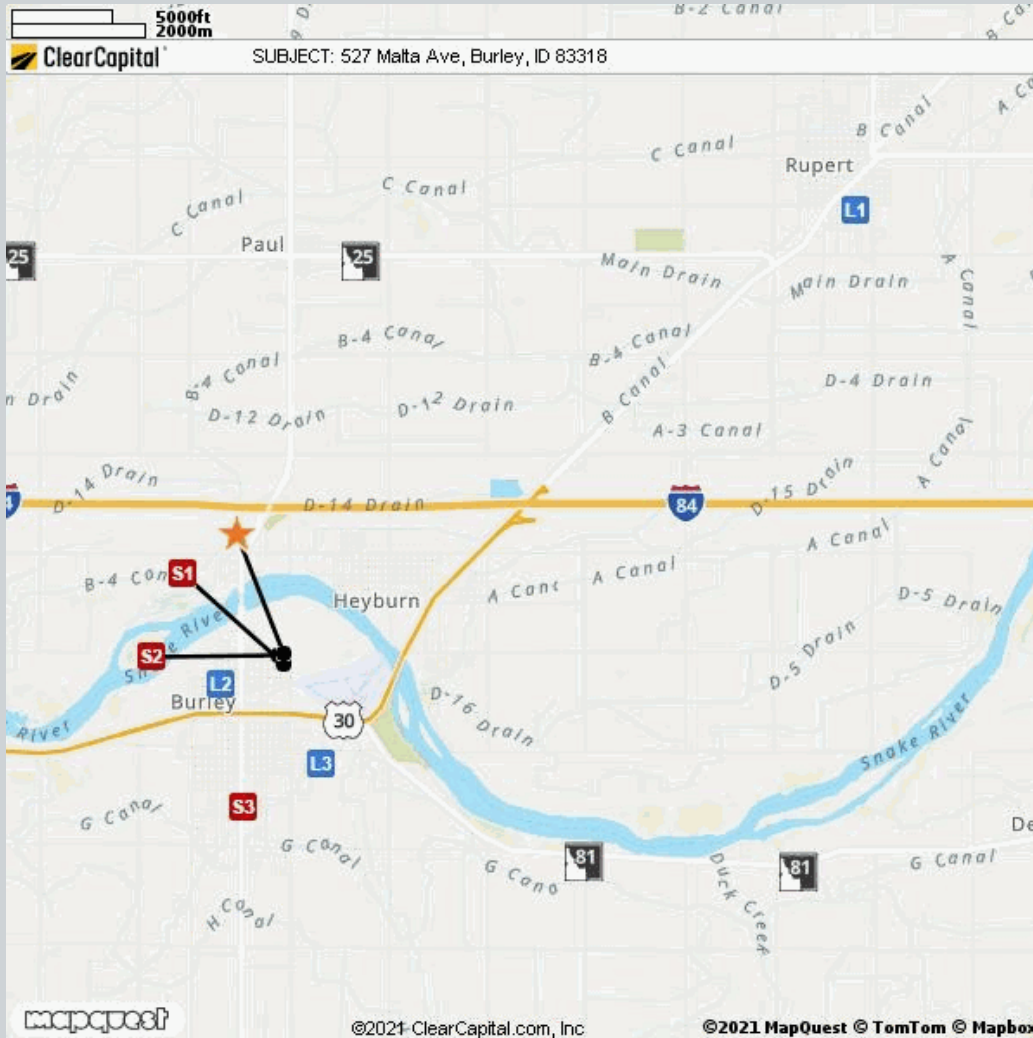 5000ft
2000m
B-2 Canal
ClearCapital
SUBJECT: 527 Malta Ave, Burley, ID 83318
B Canal
C Canal
Rupert
C Canal
L1
C Canal
Paul
25
25
Main Drain
Main Drain
A Canal
B-4 Canal
B-4 Canal
B-4 Canal
D-4 Drain
B Canal
D-12 Drain
D-12 Drain
A-3 Canal
A Canal
D-14 Drain
D-15 Drain
D-14 Drain
84
A Canal
S1
A Canal
Heyburn
D-5 Drain
S2
Snake River
D-5 Drain
L2
Burley
D-16 Drain
30
River
Snake River
L3
G Canal
S3
G Canal
81
81
G Canal
Duck Creek
H Canal
mapquest
©2021 ClearCapital.com, Inc
©2021 MapQuest © TomTom © Mapbox